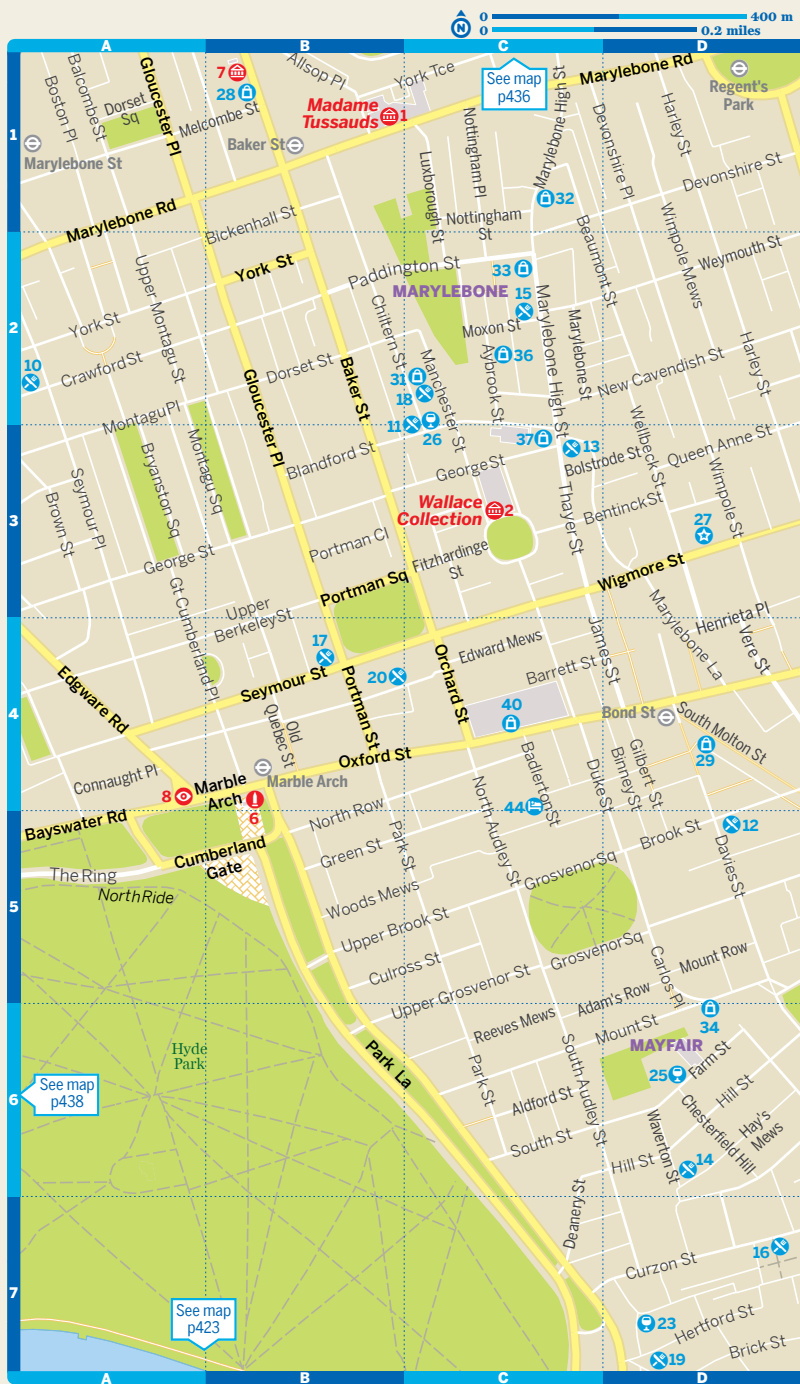 0 400 m
N
0 0.2 miles
A B C D
1
2
3
4
5
6
7
Boston Pl
Balcombe St
Dorset
Sq
Gloucester Pl
Melcombe St
7
28
Allsop Pl
York Tce
Madame
Tussauds 1
See map
p436
Marylebone Rd
Regent's
Park
Marylebone St
Baker St
Luxborough St
Nottingham Pl
Marylebone High St
Devonshire Pl
Harley St
Devonshire St
32
Marylebone Rd
Bickenhall St
Nottingham
St
Beaumont St
Wimpole Mews
Weymouth St
York St
Paddington St
33
MARYLEBONE 15
Upper Montagu St
York St
Crawford St
10
Chiltern St
Moxon St
Marylebone High St
Marylebone St
Dorset St
Baker St
Manchester St
Aybrook St
36
31
18
New Cavendish St
Harley St
Montagu Pl
Gloucester Pl
11
26
37
13
Welbeck St
Queen Anne St
Montagu Sq
Bryanston Sq
Seymour Pl
Brown St
Blandford St
George St
Bolstrode St
Wimpole St
Wallace
Collection 2
Thayer St
Bentinck St
27
Portman Cl
Fitzhardinge
St
George St
Portman Sq
Wigmore St
Gt Cumberland Pl
Upper
Berkeley St
Marylebone La
Henrieta Pl
Vere St
17
Edward Mews
James St
Edgware Rd
Seymour St
Portman St
20
Orchard St
Barrett St
40
Bond St
South Molton St
29
Old
Quebec St
Oxford St
Connaught Pl
Marble
Arch
Marble Arch
8
6
Badlerton St
Duke St
Binney St
Gilbert St
Bayswater Rd
North Row
North Audley St
44
Brook St
12
Cumberland
Gate
Green St
Park St
Grosvenor Sq
Davies St
The Ring
North Ride
Woods Mews
Upper Brook St
Grosvenor Sq
Mount Row
Culross St
Carlos Pl
Upper Grosvenor St
Adam's Row
34
Reeves Mews
Mount St
Hyde
Park
Park La
MAYFAIR
Park St
South Audley St
25
Farm St
See map
p438
Aldford St
Hill St
Chesterfield Hill
Hay's
Mews
South St
Waverton St
Hill St
14
Deanery St
16
Curzon St
See map
p423
23
Hertford St
19
Brick St
A B C D